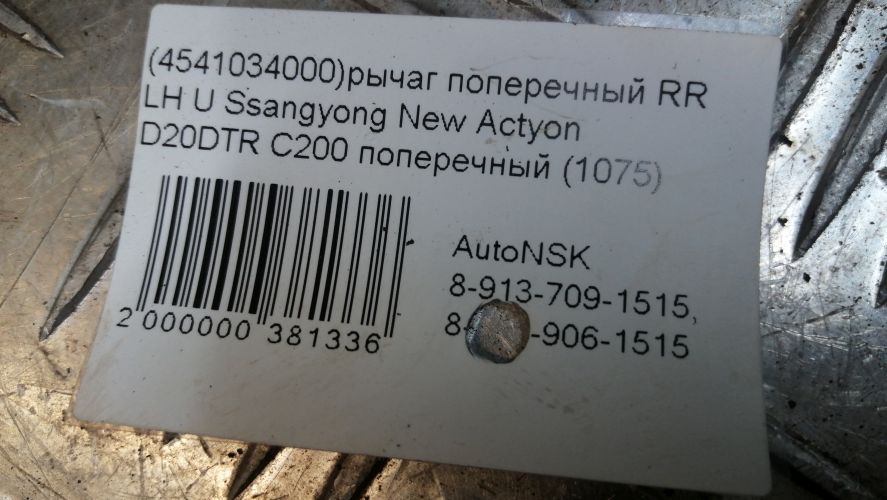 (4541034000)рычаг поперечный RR
LH U Ssangyong New Actyon
D20DTR C200 поперечный (1075)
AutoNSK
8-913-709-1515,
8- -906-1515
2 000000 381336